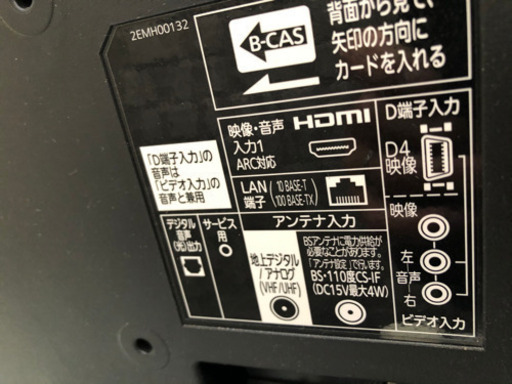 2EMH00132
B-CAS
背面から見て、
矢印の方向に
カードを入れる
「D端子入力」の
音声は
「ビデオ入力」の
音声と兼用
映像・音声 HDMI
入力1
ARC対応
LAN
端子
10 BASE-T
100 BASE-TX
D端子入力
D4
映像
デジタル
音声
(光)出力
サービス
用
アンテナ入力
地上デジタル
/アナログ
(VHF/UHF)
BSアンテナに電力供給が
必要なことがあります。
「アンテナ設定」で行います。
BS・110度CS-IF
(DC15V最大4W)
映像
左
音声
右
ビデオ入力